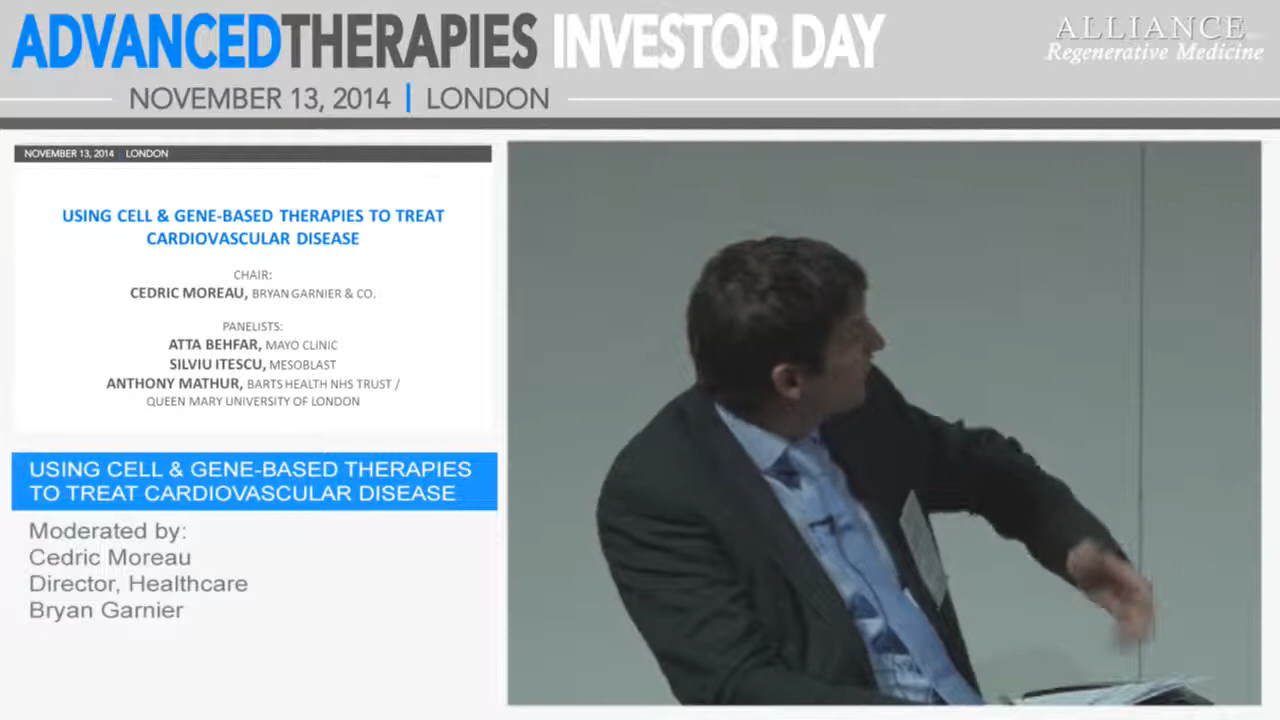 ADVANCEDTHERAPIES INVESTOR DAY
NOVEMBER 13, 2014 | LONDON
ALLIANCE
Regenerative Medicine
NOVEMBER 13, 2014 | LONDON
USING CELL & GENE-BASED THERAPIES TO TREAT
CARDIOVASCULAR DISEASE
CHAIR:
CEDRIC MOREAU, BRYAN GARNIER & CO.
PANELISTS:
ATTA BEHFAR, MAYO CLINIC
SILVIU ITESCU, MESOBLAST
ANTHONY MATHUR, BARTS HEALTH NHS TRUST /
QUEEN MARY UNIVERSITY OF LONDON
USING CELL & GENE-BASED THERAPIES
TO TREAT CARDIOVASCULAR DISEASE
Moderated by:
Cedric Moreau
Director, Healthcare
Bryan Garnier